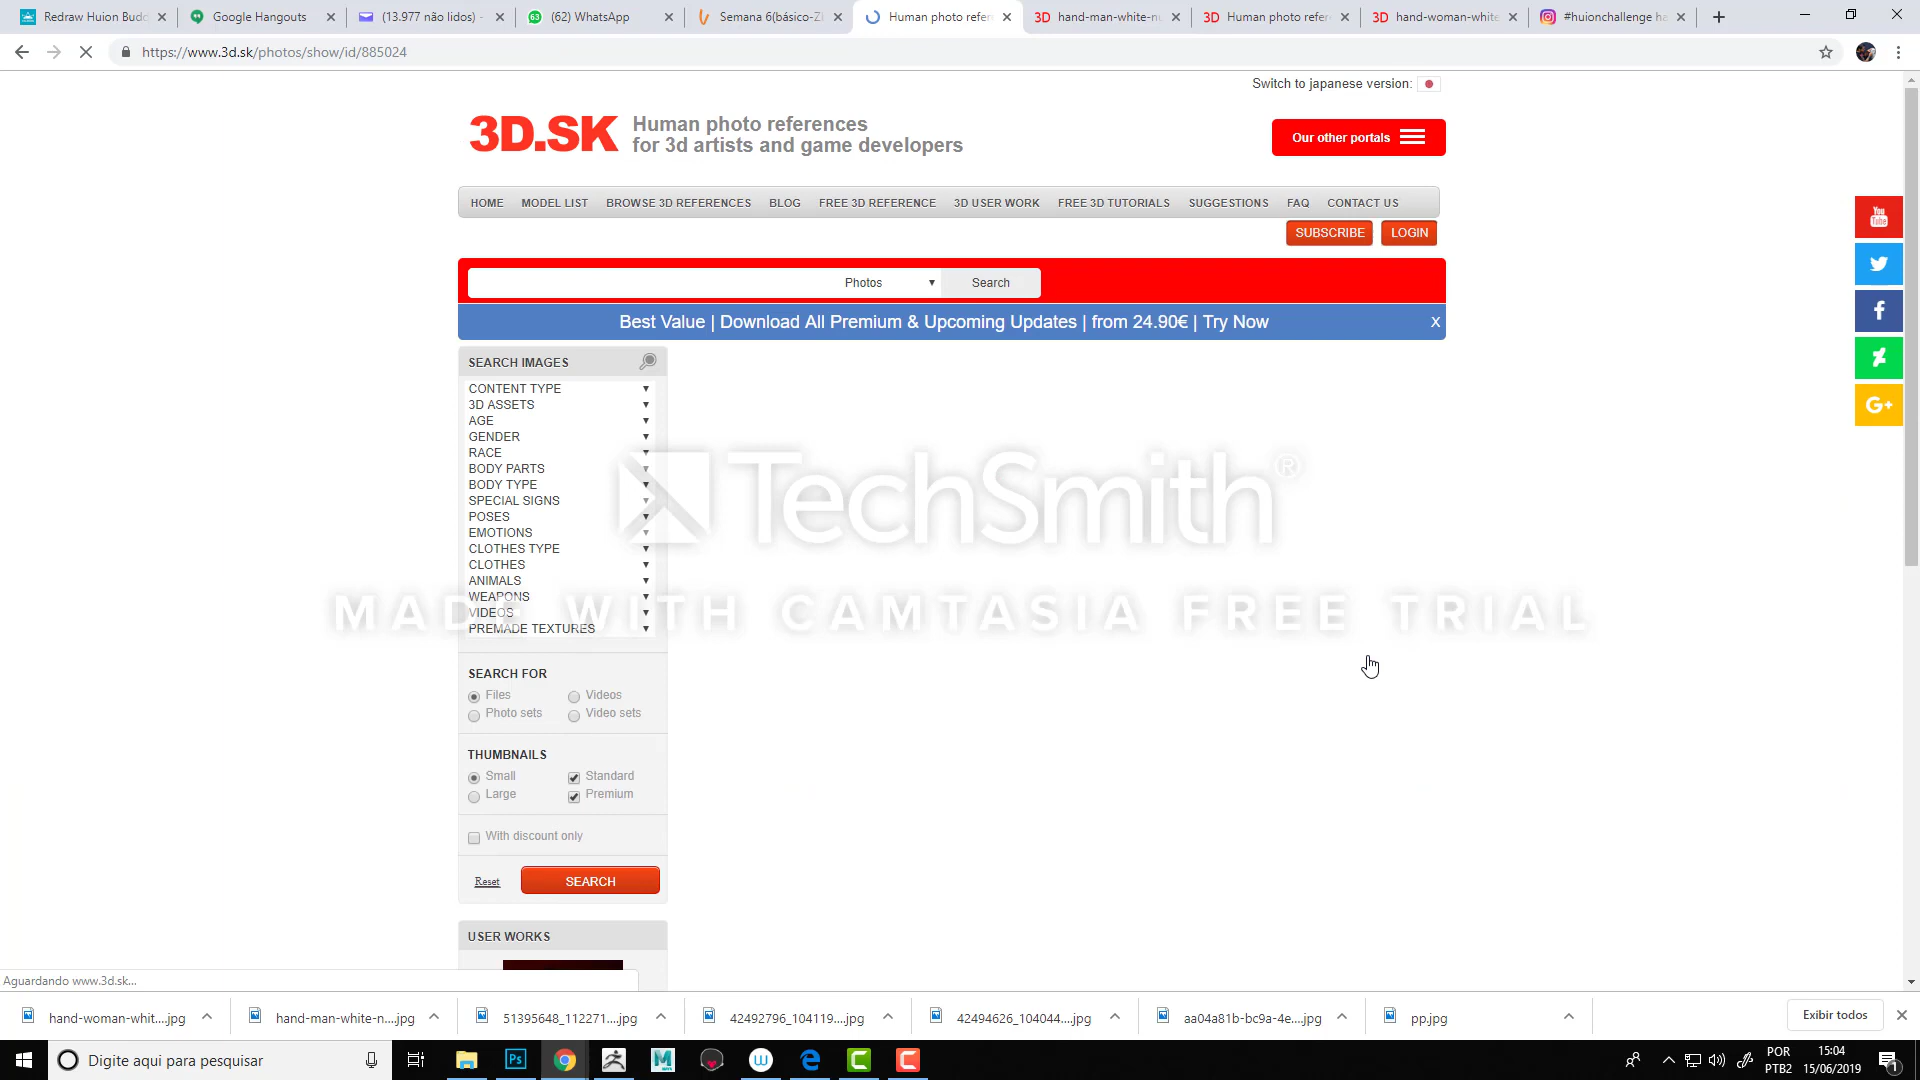 Redraw Huion Budd
Google Hangouts
(13.977 não lidos) -
(62) WhatsApp
Semana 6(básico-Z
Human photo refere
hand-man-white-nu
Human photo refere
hand-woman-white
#huionchallenge ha
https://www.3d.sk/photos/show/id/885024
Switch to japanese version:
3D.SK
Human photo references
for 3d artists and game developers
Our other portals
HOME MODEL LIST BROWSE 3D REFERENCES BLOG FREE 3D REFERENCE 3D USER WORK FREE 3D TUTORIALS SUGGESTIONS FAQ CONTACT US
SUBSCRIBE LOGIN
Photos Search
Best Value | Download All Premium & Upcoming Updates | from 24.90€ | Try Now X
SEARCH IMAGES
CONTENT TYPE
3D ASSETS
AGE
GENDER
RACE
BODY PARTS
BODY TYPE
SPECIAL SIGNS
POSES
EMOTIONS
CLOTHES TYPE
CLOTHES
ANIMALS
WEAPONS
VIDEOS
PREMADE TEXTURES
TechSmith®
MADE WITH CAMTASIA FREE TRIAL
SEARCH FOR
Files Videos
Photo sets Video sets
THUMBNAILS
Small Standard
Large Premium
With discount only
Reset SEARCH
USER WORKS
Aguardando www.3d.sk...
hand-woman-whit....jpg
hand-man-white-n....jpg
51395648_112271....jpg
42492796_104119....jpg
42494626_104044....jpg
aa04a81b-bc9a-4e....jpg
pp.jpg
Exibir todos
Digite aqui para pesquisar
POR
PTB2
15:04
15/06/2019